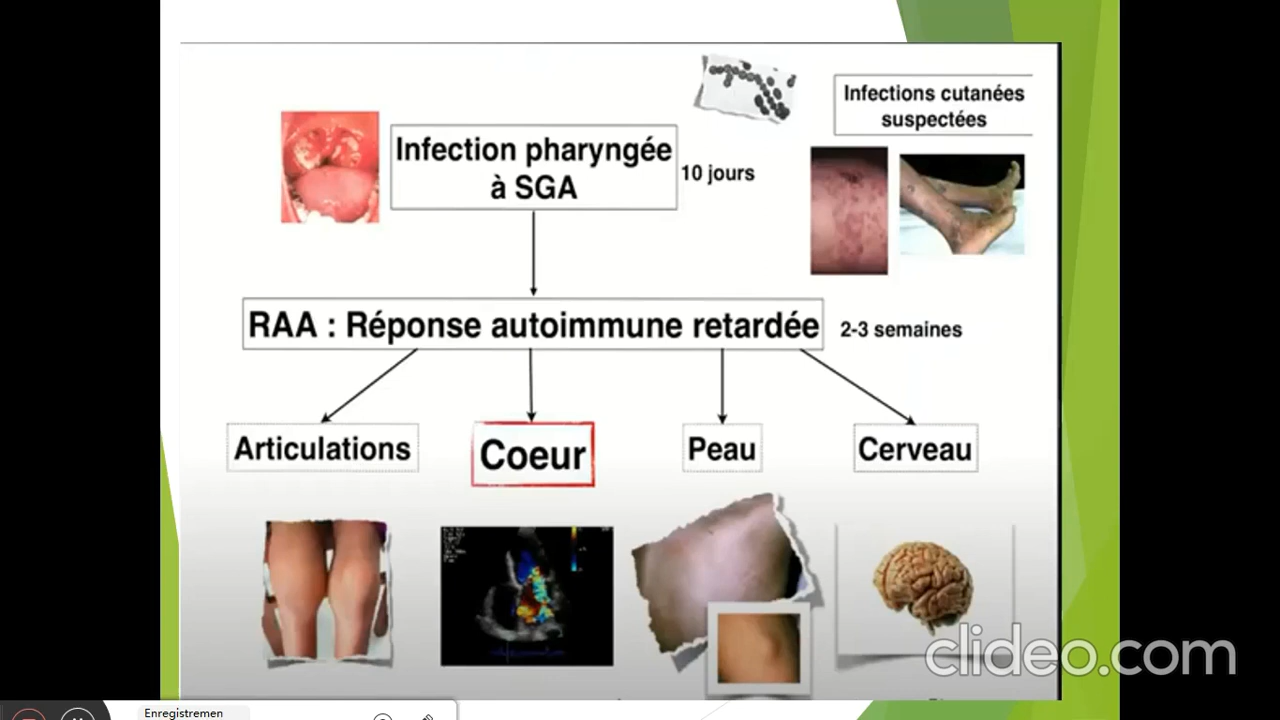 Infections cutanées
suspectées
Infection pharyngée
à SGA
10 jours
RAA : Réponse autoimmune retardée
2-3 semaines
Articulations
Coeur
Peau
Cerveau
clideo.com
Enregistremen